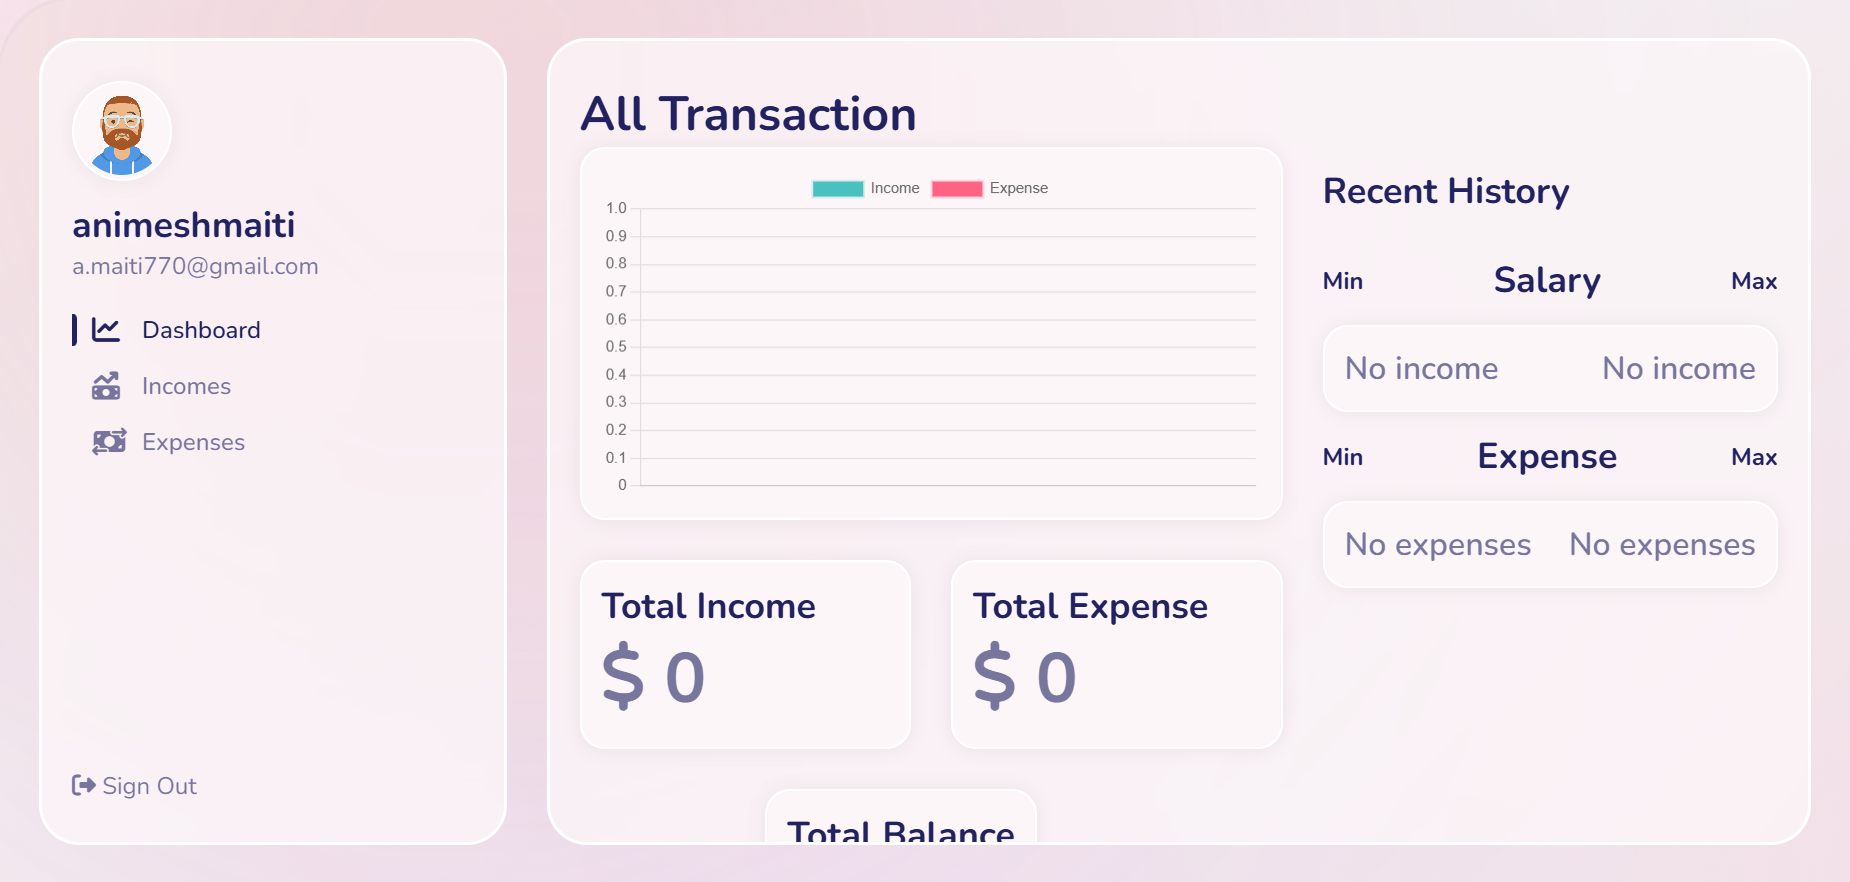 animeshmaiti
a.maiti770@gmail.com
Dashboard
Incomes
Expenses
Sign Out
All Transaction
Income Expense
1.0
0.9
0.8
0.7
0.6
0.5
0.4
0.3
0.2
0.1
0
Total Income
$ 0
Total Expense
$ 0
Total Balance
Recent History
Min Salary Max
No income No income
Min Expense Max
No expenses No expenses